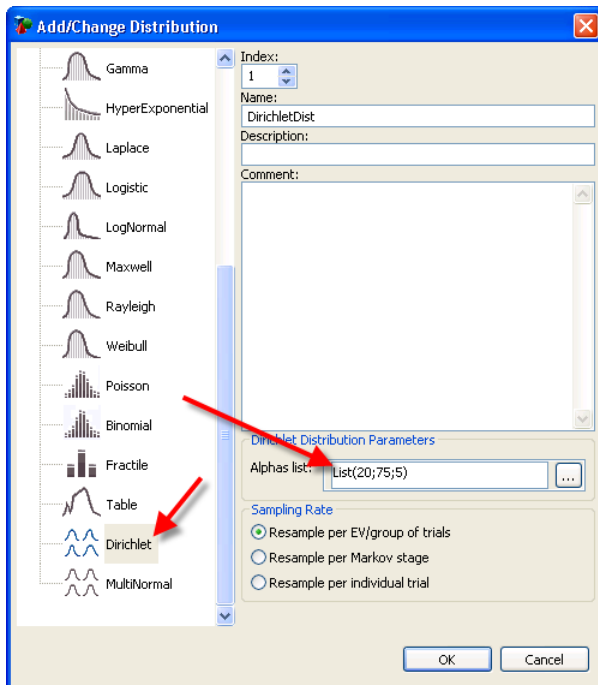 Add/Change Distribution
Gamma
HyperExponential
Laplace
Logistic
LogNormal
Maxwell
Rayleigh
Weibull
Poisson
Binomial
Fractile
Table
Dirichlet
MultiNormal
Index:
1
Name:
DirichletDist
Description:
Comment:
Dirichlet Distribution Parameters
Alphas list:
List(20;75;5)
...
Sampling Rate
Resample per EV/group of trials
Resample per Markov stage
Resample per individual trial
OK
Cancel